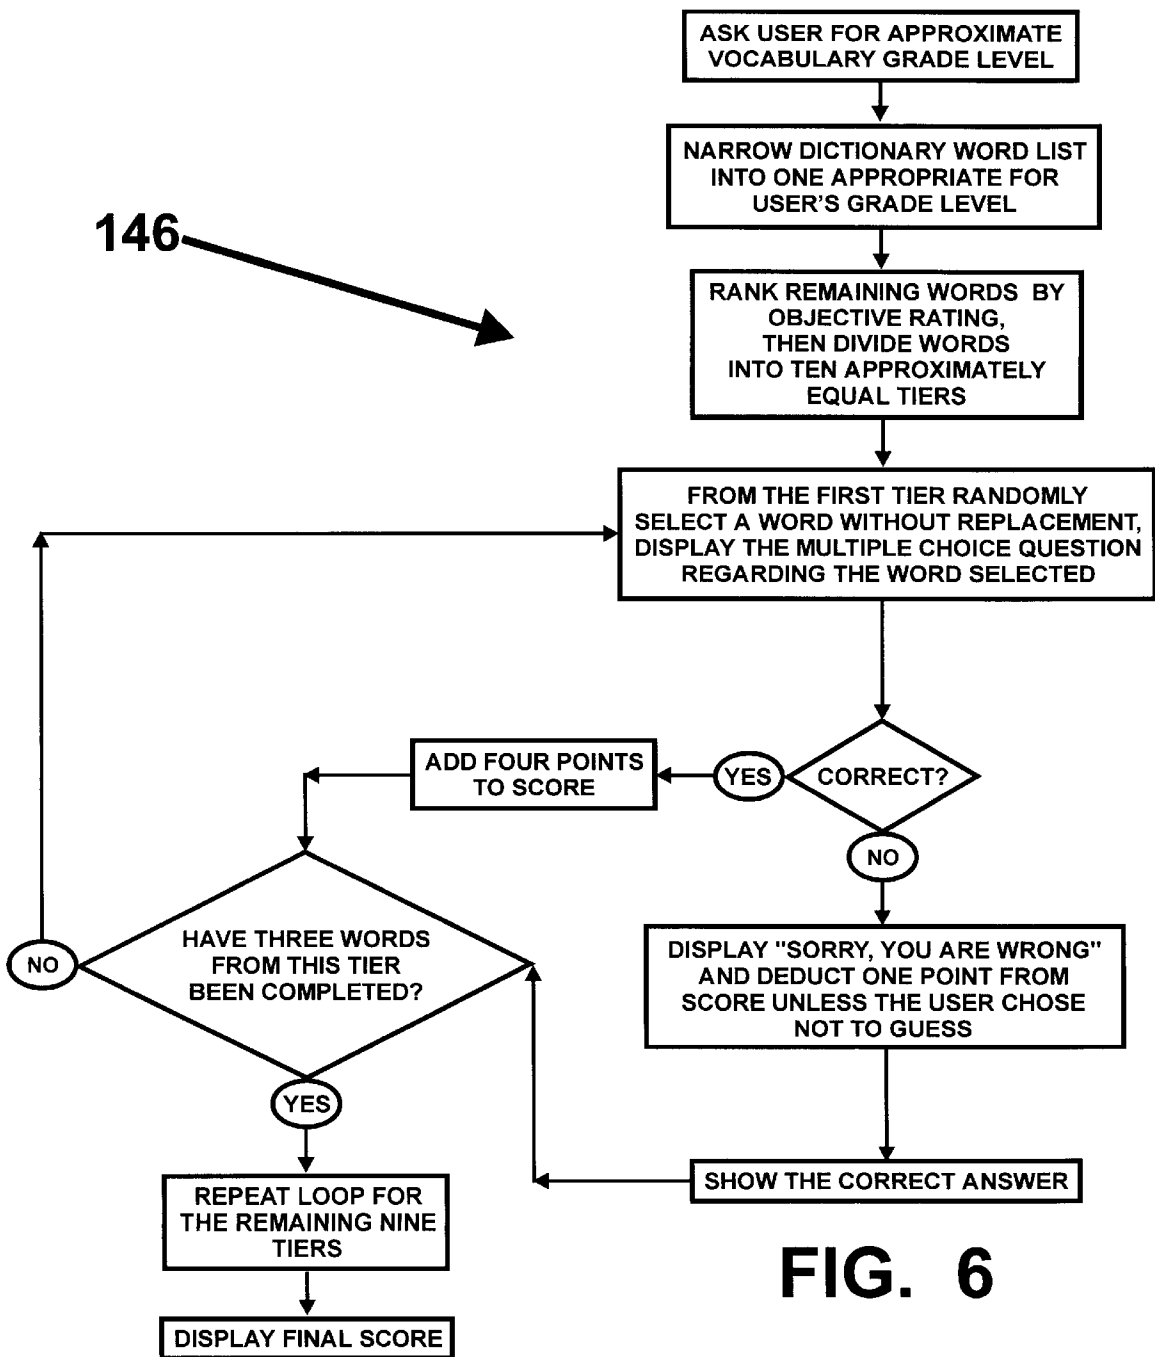 ASK USER FOR APPROXIMATE
VOCABULARY GRADE LEVEL
NARROW DICTIONARY WORD LIST
INTO ONE APPROPRIATE FOR
USER'S GRADE LEVEL
146
RANK REMAINING WORDS BY
OBJECTIVE RATING,
THEN DIVIDE WORDS
INTO TEN APPROXIMATELY
EQUAL TIERS
FROM THE FIRST TIER RANDOMLY
SELECT A WORD WITHOUT REPLACEMENT,
DISPLAY THE MULTIPLE CHOICE QUESTION
REGARDING THE WORD SELECTED
CORRECT?
YES
ADD FOUR POINTS
TO SCORE
NO
DISPLAY "SORRY, YOU ARE WRONG"
AND DEDUCT ONE POINT FROM
SCORE UNLESS THE USER CHOSE
NOT TO GUESS
SHOW THE CORRECT ANSWER
HAVE THREE WORDS
FROM THIS TIER
BEEN COMPLETED?
NO
YES
REPEAT LOOP FOR
THE REMAINING NINE
TIERS
DISPLAY FINAL SCORE
FIG. 6